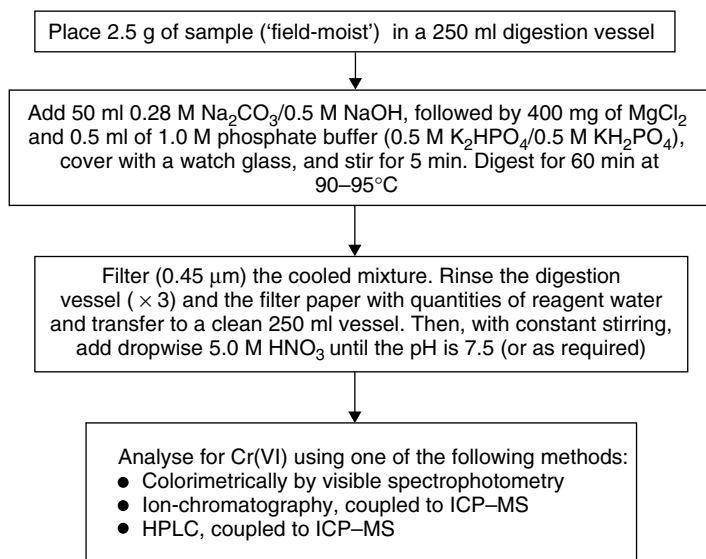 Place 2.5 g of sample (‘field-moist’) in a 250 ml digestion vessel
Add 50 ml 0.28 M Na₂CO₃/0.5 M NaOH, followed by 400 mg of MgCl₂
and 0.5 ml of 1.0 M phosphate buffer (0.5 M K₂HPO₄/0.5 M KH₂PO₄),
cover with a watch glass, and stir for 5 min. Digest for 60 min at
90–95°C
Filter (0.45 μm) the cooled mixture. Rinse the digestion
vessel ( × 3) and the filter paper with quantities of reagent water
and transfer to a clean 250 ml vessel. Then, with constant stirring,
add dropwise 5.0 M HNO₃ until the pH is 7.5 (or as required)
Analyse for Cr(VI) using one of the following methods:
● Colorimetrically by visible spectrophotometry
● Ion-chromatography, coupled to ICP–MS
● HPLC, coupled to ICP–MS